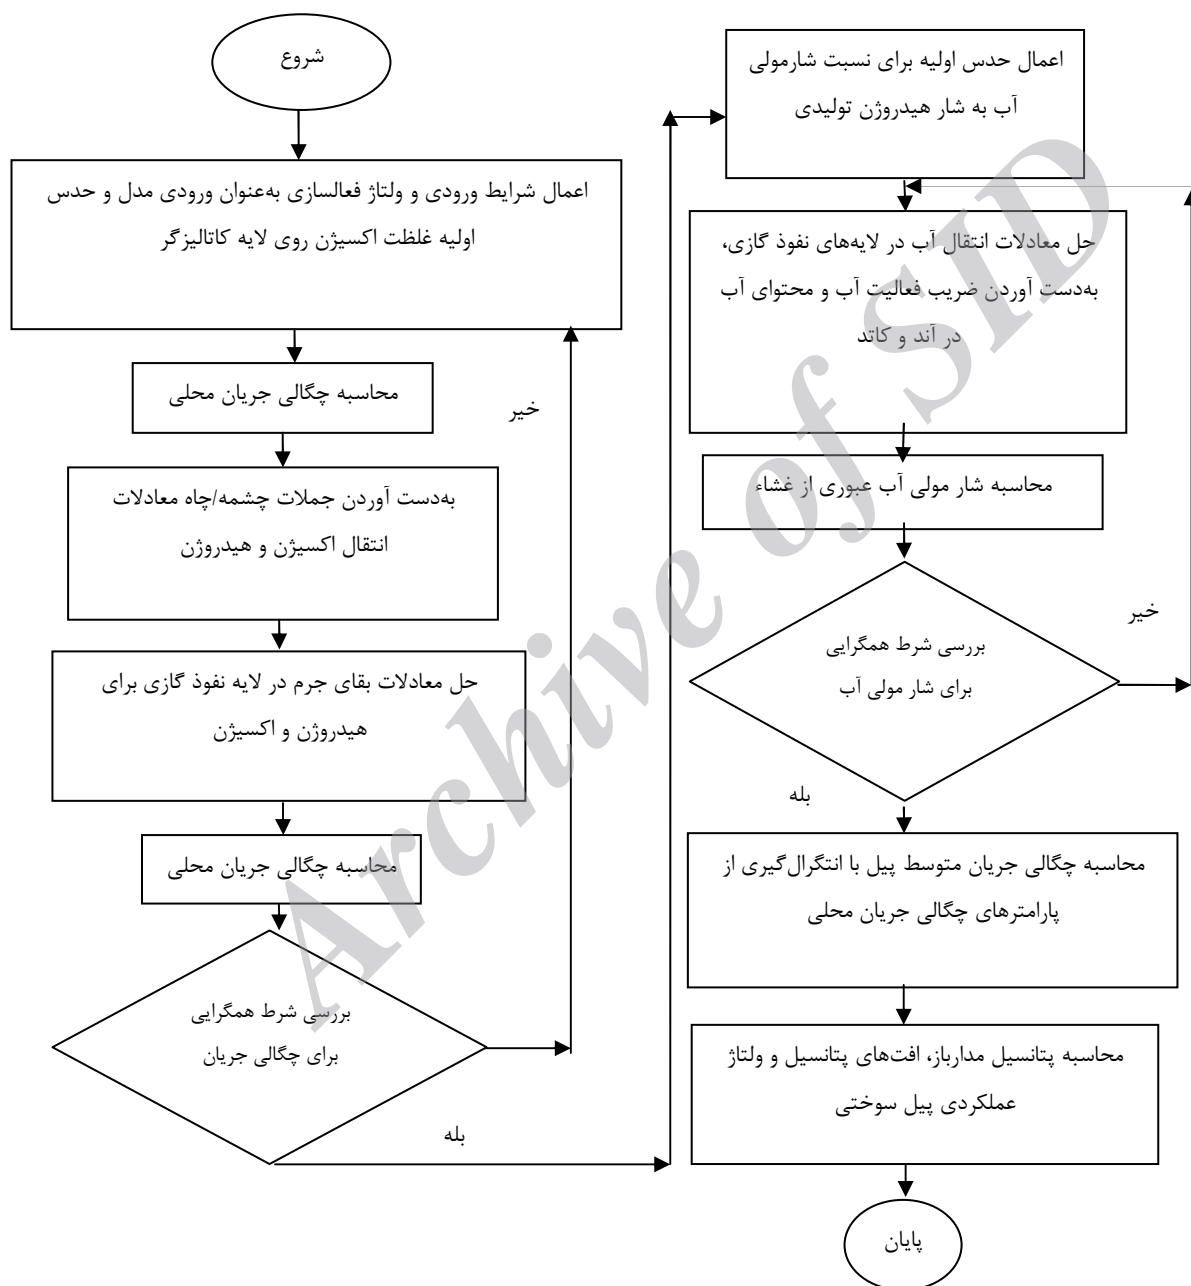 شروع
اعمال شرایط ورودی و ولتاژ فعالسازی به‌عنوان ورودی مدل و حدس
اولیه غلظت اکسیژن روی لایه کاتالیزگر
محاسبه چگالی جریان محلی
خیر
به‌دست آوردن جملات چشمه/چاه معادلات
انتقال اکسیژن و هیدروژن
حل معادلات بقای جرم در لایه نفوذ گازی برای
هیدروژن و اکسیژن
محاسبه چگالی جریان محلی
بررسی شرط همگرایی
برای چگالی جریان
بله
اعمال حدس اولیه برای نسبت شارمولی
آب به شار هیدروژن تولیدی
حل معادلات انتقال آب در لایه‌های نفوذ گازی،
به‌دست آوردن ضریب فعالیت آب و محتوای آب
در آند و کاتد
محاسبه شار مولی آب عبوری از غشاء
بررسی شرط همگرایی
برای شار مولی آب
خیر
بله
محاسبه چگالی جریان متوسط پیل با انتگرال‌گیری از
پارامترهای چگالی جریان محلی
محاسبه پتانسیل مدارباز، افت‌های پتانسیل و ولتاژ
عملکردی پیل سوختی
پایان
Archive of SID